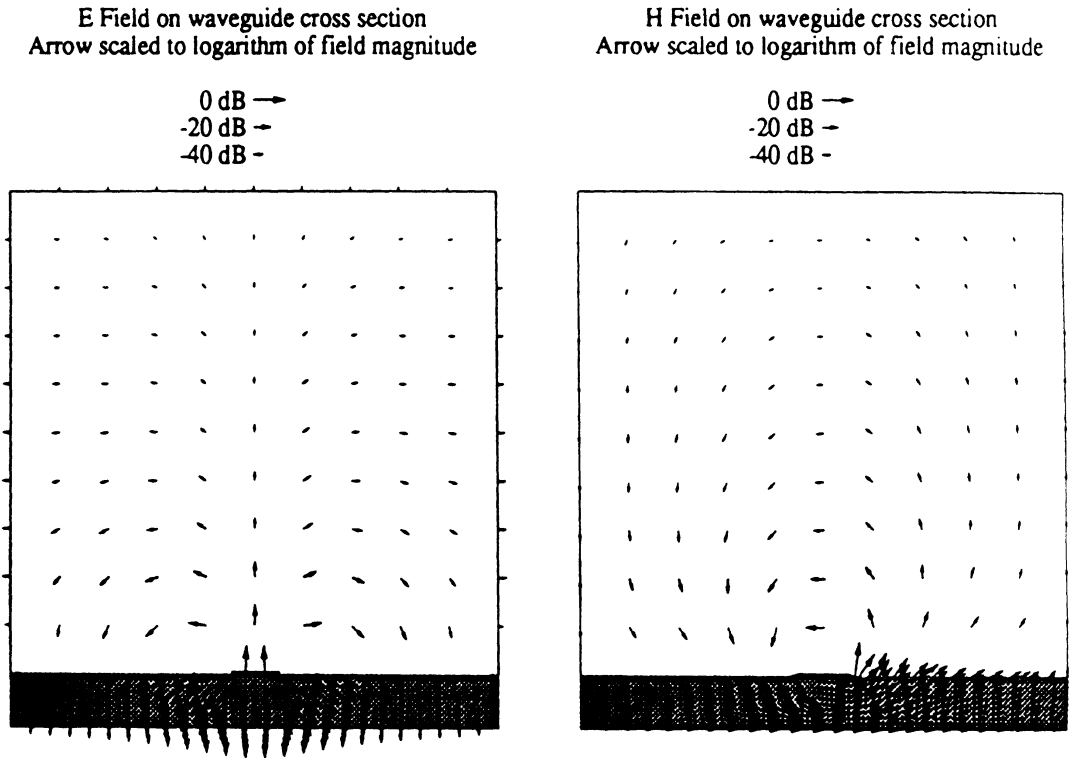 E Field on waveguide cross section
Arrow scaled to logarithm of field magnitude
0 dB
-20 dB
-40 dB
H Field on waveguide cross section
Arrow scaled to logarithm of field magnitude
0 dB
-20 dB
-40 dB